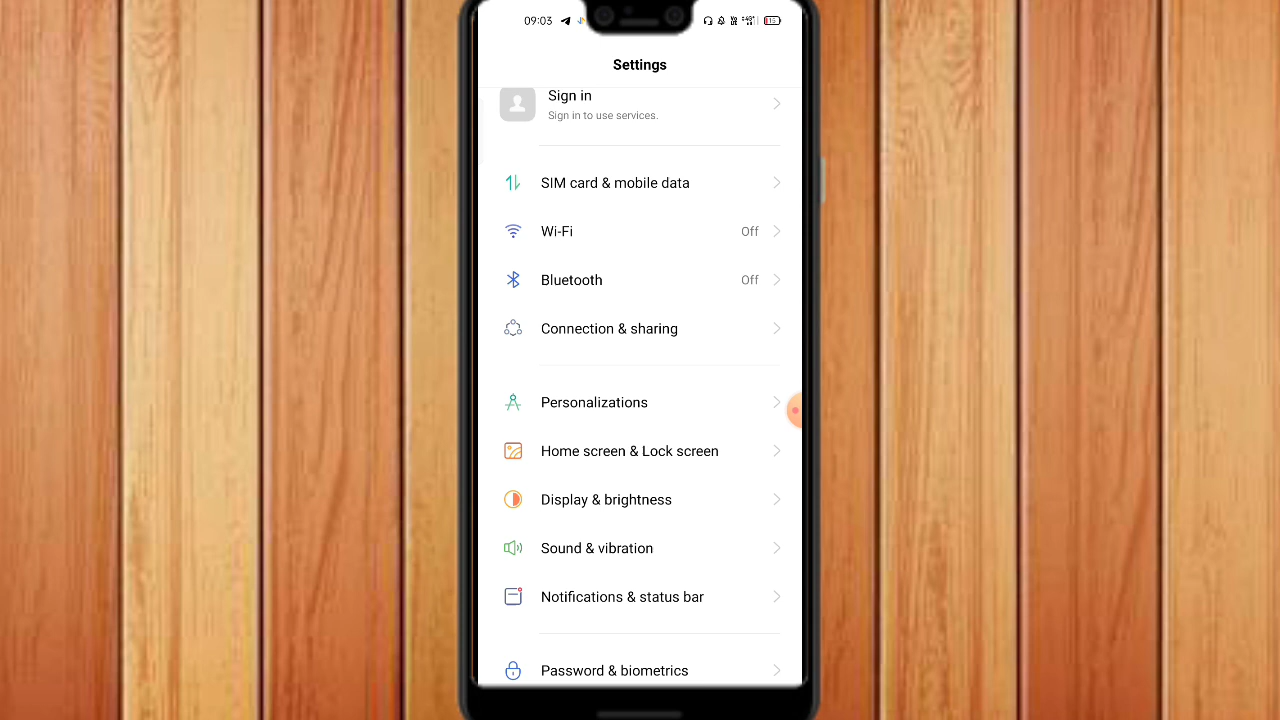 09:03
Settings
Sign in
Sign in to use services.
SIM card & mobile data
Wi-Fi Off
Bluetooth Off
Connection & sharing
Personalizations
Home screen & Lock screen
Display & brightness
Sound & vibration
Notifications & status bar
Password & biometrics